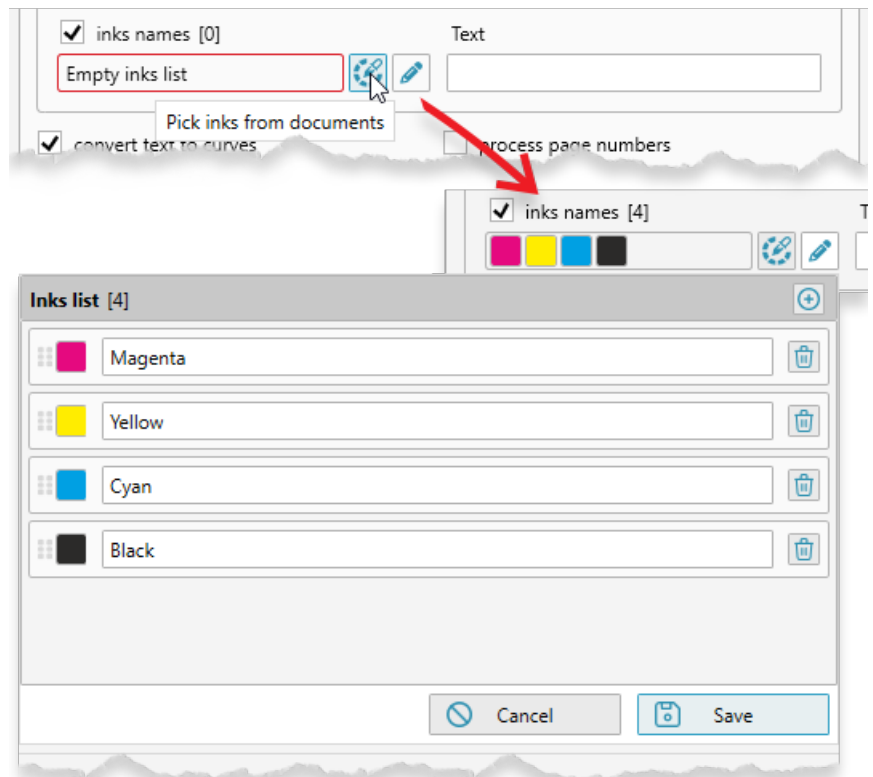 inks names [0]
Text
Empty inks list
Pick inks from documents
convert text to curves
process page numbers
inks names [4]
T
Inks list [4]
Magenta
Yellow
Cyan
Black
Cancel
Save